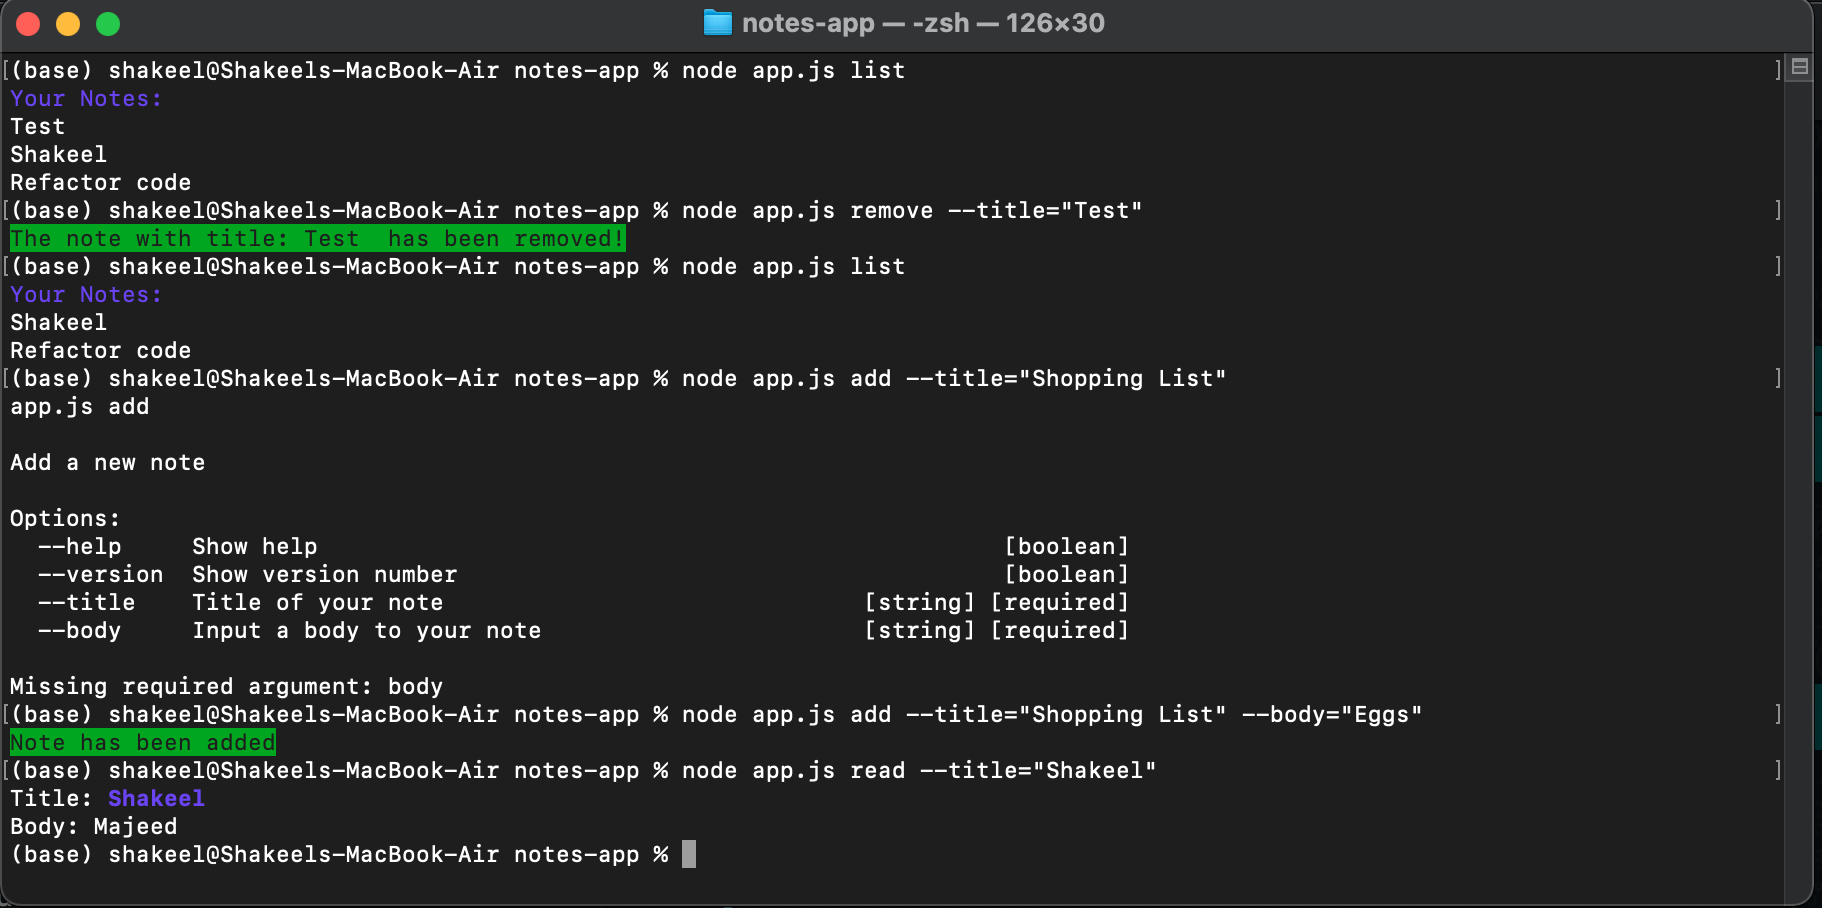 notes-app — -zsh — 126×30
[(base) shakeel@Shakeels-MacBook-Air notes-app % node app.js list ]
Your Notes:
Test
Shakeel
Refactor code
[(base) shakeel@Shakeels-MacBook-Air notes-app % node app.js remove --title="Test" ]
The note with title: Test  has been removed!
[(base) shakeel@Shakeels-MacBook-Air notes-app % node app.js list ]
Your Notes:
Shakeel
Refactor code
[(base) shakeel@Shakeels-MacBook-Air notes-app % node app.js add --title="Shopping List" ]
app.js add
Add a new note
Options:
--help     Show help     [boolean]
--version  Show version number     [boolean]
--title    Title of your note     [string] [required]
--body     Input a body to your note     [string] [required]
Missing required argument: body
[(base) shakeel@Shakeels-MacBook-Air notes-app % node app.js add --title="Shopping List" --body="Eggs" ]
Note has been added
[(base) shakeel@Shakeels-MacBook-Air notes-app % node app.js read --title="Shakeel" ]
Title: Shakeel
Body: Majeed
(base) shakeel@Shakeels-MacBook-Air notes-app %